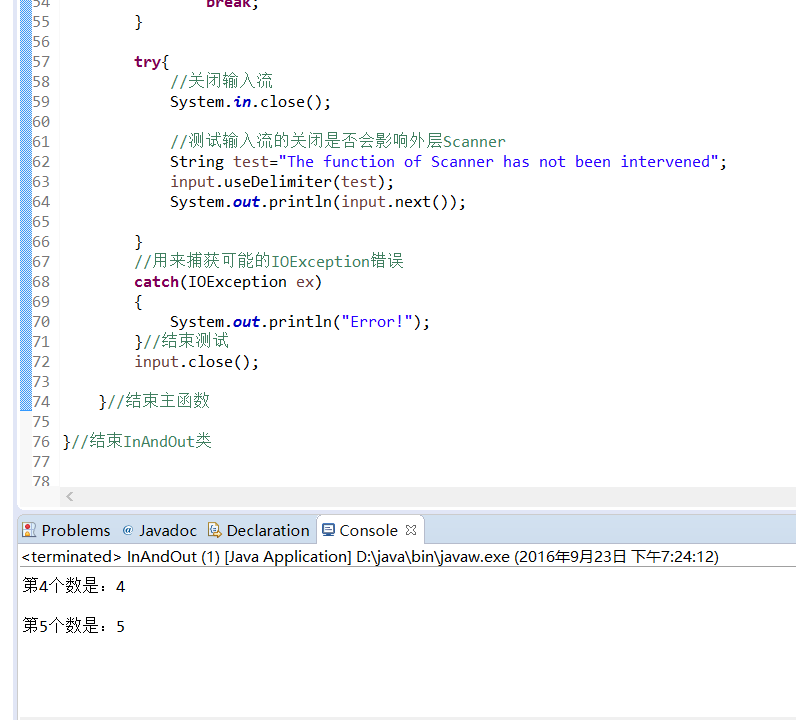 54 break;
55 }
56
57 try{
58 //关闭输入流
59 System.in.close();
60
61 //测试输入流的关闭是否会影响外层Scanner
62 String test="The function of Scanner has not been intervened";
63 input.useDelimiter(test);
64 System.out.println(input.next());
65
66 }
67 //用来捕获可能的IOException错误
68 catch(IOException ex)
69 {
70 System.out.println("Error!");
71 }//结束测试
72 input.close();
73
74 }//结束主函数
75
76 }//结束InAndOut类
77
78
Problems @ Javadoc Declaration Console
<terminated> InAndOut (1) [Java Application] D:\java\bin\javaw.exe (2016年9月23日 下午7:24:12)
第4个数是：4
第5个数是：5